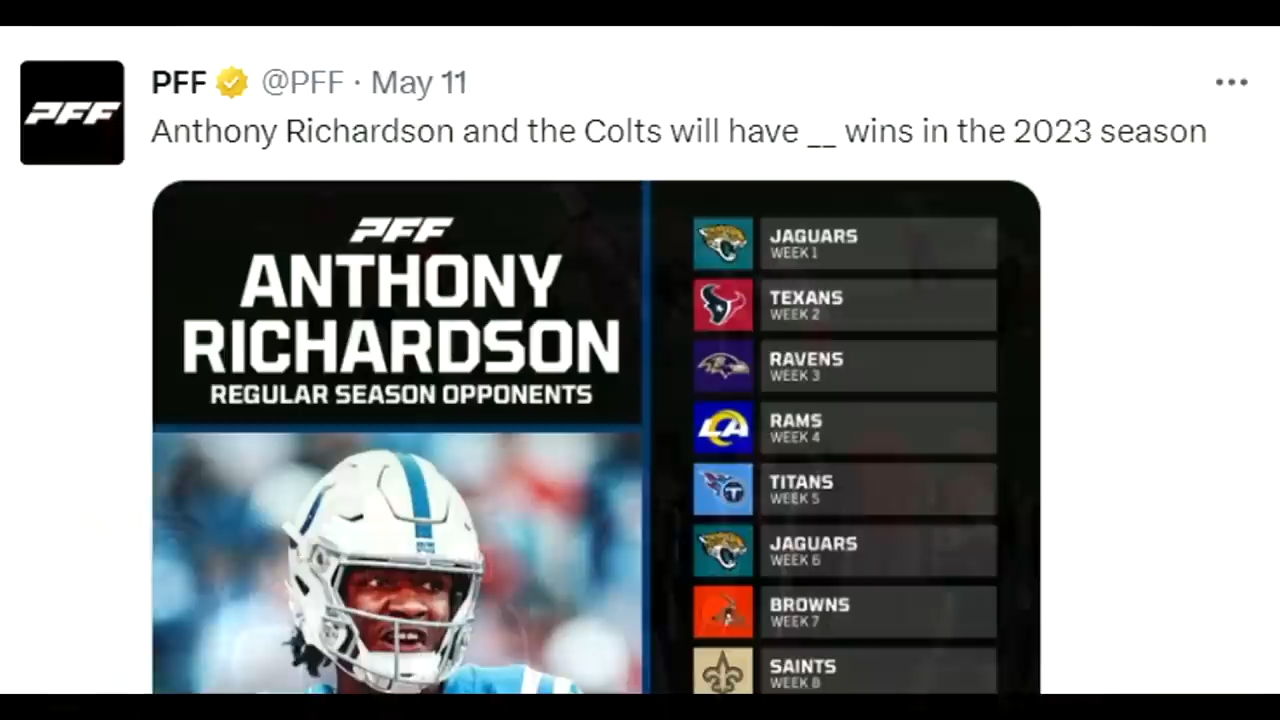 PFF
PFF @PFF · May 11
Anthony Richardson and the Colts will have __ wins in the 2023 season
PFF
ANTHONY
RICHARDSON
REGULAR SEASON OPPONENTS
JAGUARS
WEEK 1
TEXANS
WEEK 2
RAVENS
WEEK 3
LA
RAMS
WEEK 4
T
TITANS
WEEK 5
JAGUARS
WEEK 6
BROWNS
WEEK 7
SAINTS
WEEK 8